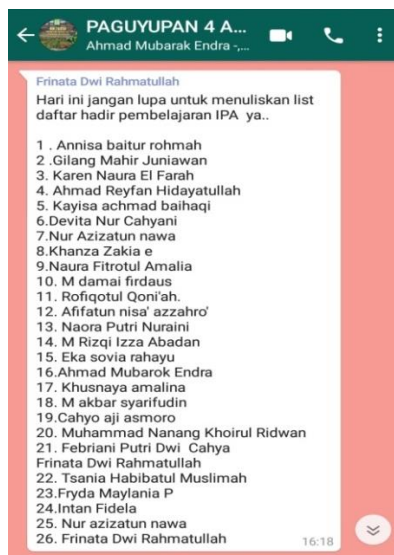 PAGUYUPAN 4 A...
Ahmad Mubarak Endra -,...
Frinata Dwi Rahmatullah
Hari ini jangan lupa untuk menuliskan list
daftar hadir pembelajaran IPA ya..
1 . Annisa baitur rohmah
2 .Gilang Mahir Juniawan
3. Karen Naura El Farah
4. Ahmad Reyfan Hidayatullah
5. Kayisa achmad baihaqi
6.Devita Nur Cahyani
7.Nur Azizatun nawa
8.Khanza Zakia e
9.Naura Fitrotul Amalia
10. M damai firdaus
11. Rofiqotul Qoni'ah.
12. Afifatun nisa' azzahro'
13. Naora Putri Nuraini
14. M Rizqi Izza Abadan
15. Eka sovia rahayu
16.Ahmad Mubarok Endra
17. Khusnaya amalina
18. M akbar syarifudin
19.Cahyo aji asmoro
20. Muhammad Nanang Khoirul Ridwan
21. Febriani Putri Dwi  Cahya
Frinata Dwi Rahmatullah
22. Tsania Habibatul Muslimah
23.Fryda Maylania P
24.Intan Fidela
25. Nur azizatun nawa
26. Frinata Dwi Rahmatullah
16:18